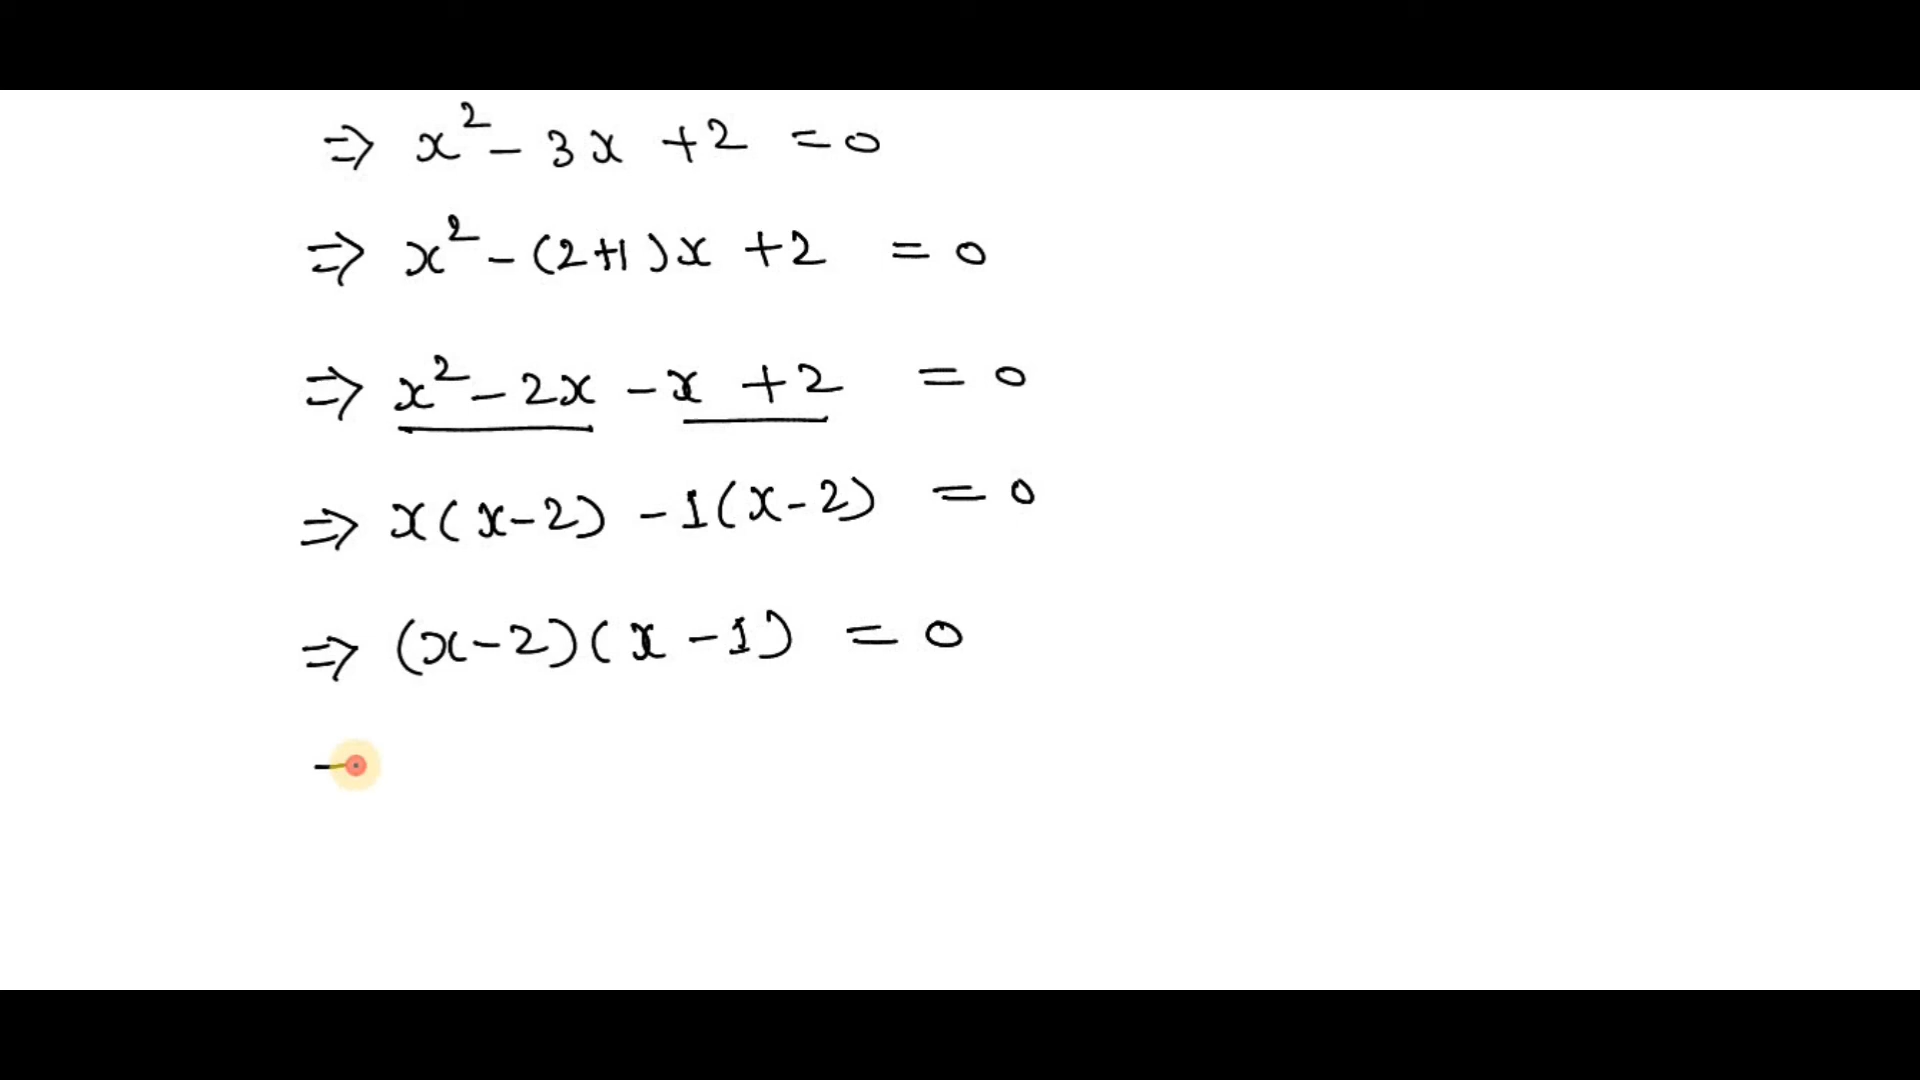 ⇒ x² - 3x + 2 = 0
⇒ x² - (2+1)x + 2 = 0
⇒ x² - 2x - x + 2 = 0
⇒ x(x-2) - 1(x-2) = 0
⇒ (x-2)(x-1) = 0